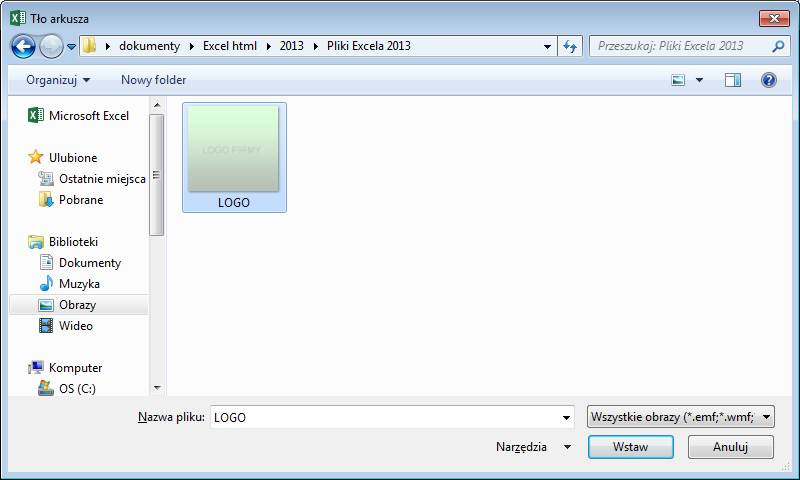 Tło arkusza
dokumenty Excel html 2013 Pliki Excela 2013
Przeszukaj: Pliki Excela 2013
Organizuj Nowy folder
Microsoft Excel
Ulubione
Ostatnie miejsca
Pobrane
Biblioteki
Dokumenty
Muzyka
Obrazy
Wideo
Komputer
OS (C:)
LOGO FIRMY
LOGO
Nazwa pliku: LOGO
Wszystkie obrazy (*.emf;*.wmf;
Narzędzia
Wstaw
Anuluj